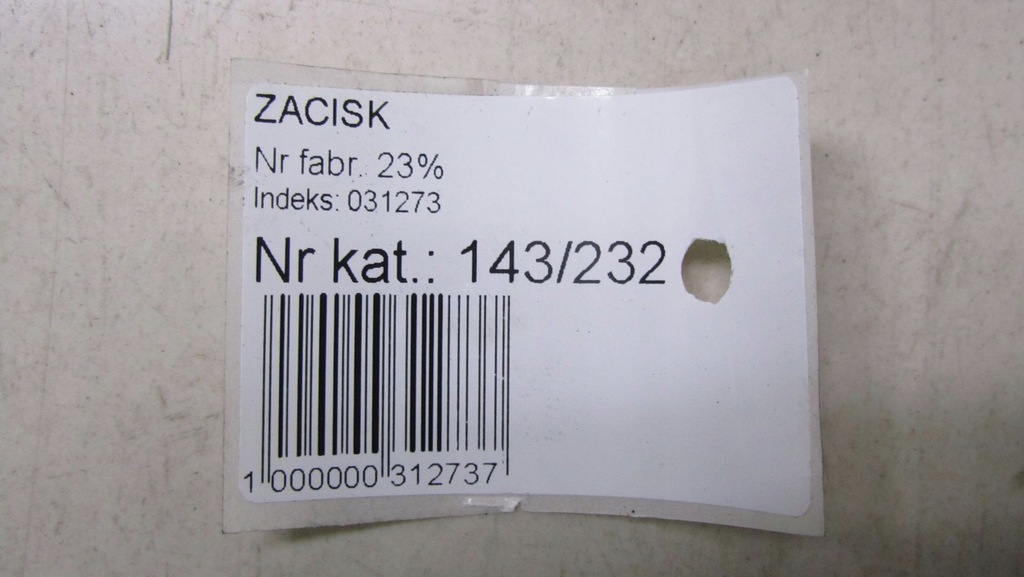 ZACISK
Nr fabr.: 23%
Indeks: 031273
Nr kat.: 143/232
1 000000 312737